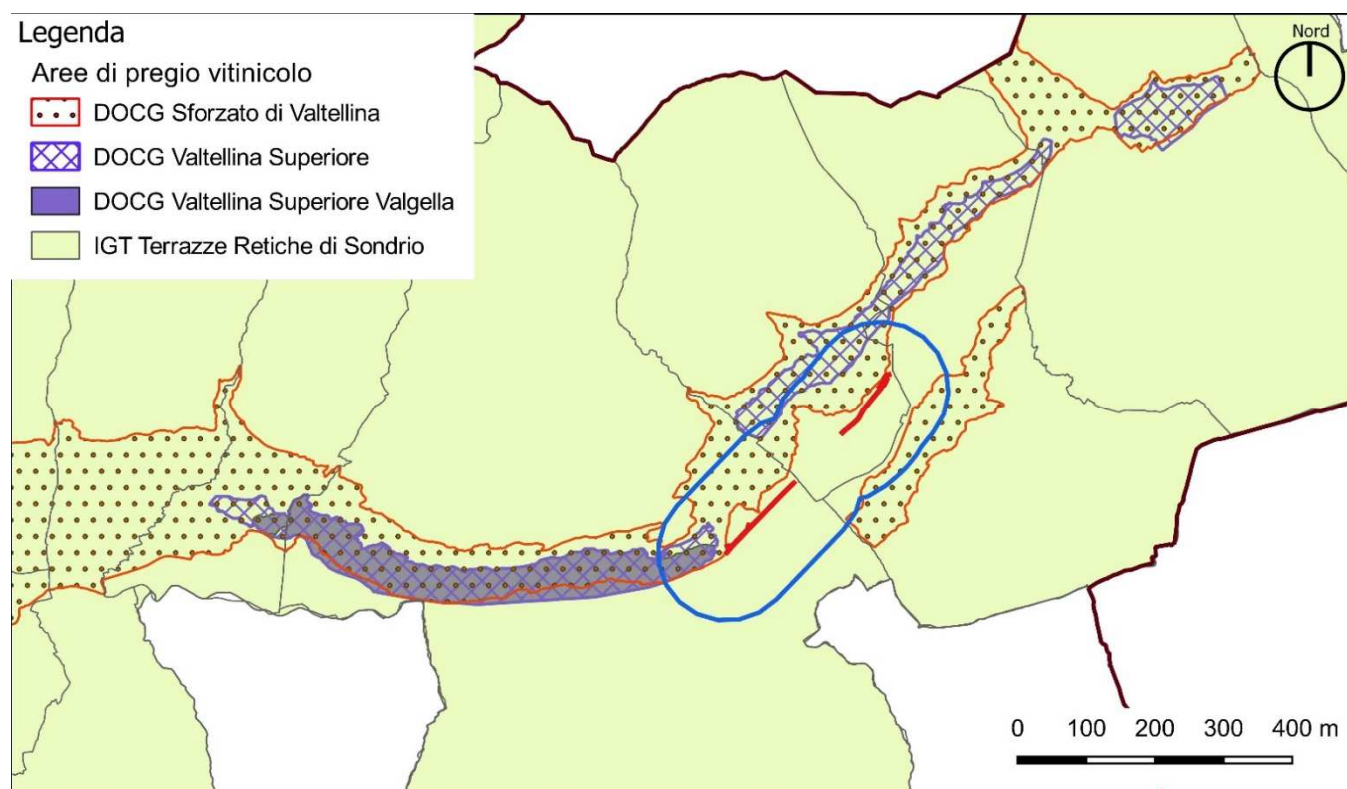 Legenda
Nord
Aree di pregio vitinicolo
DOCG Sforzato di Valtellina
DOCG Valtellina Superiore
DOCG Valtellina Superiore Valgella
IGT Terrazze Retiche di Sondrio
0 100 200 300 400 m